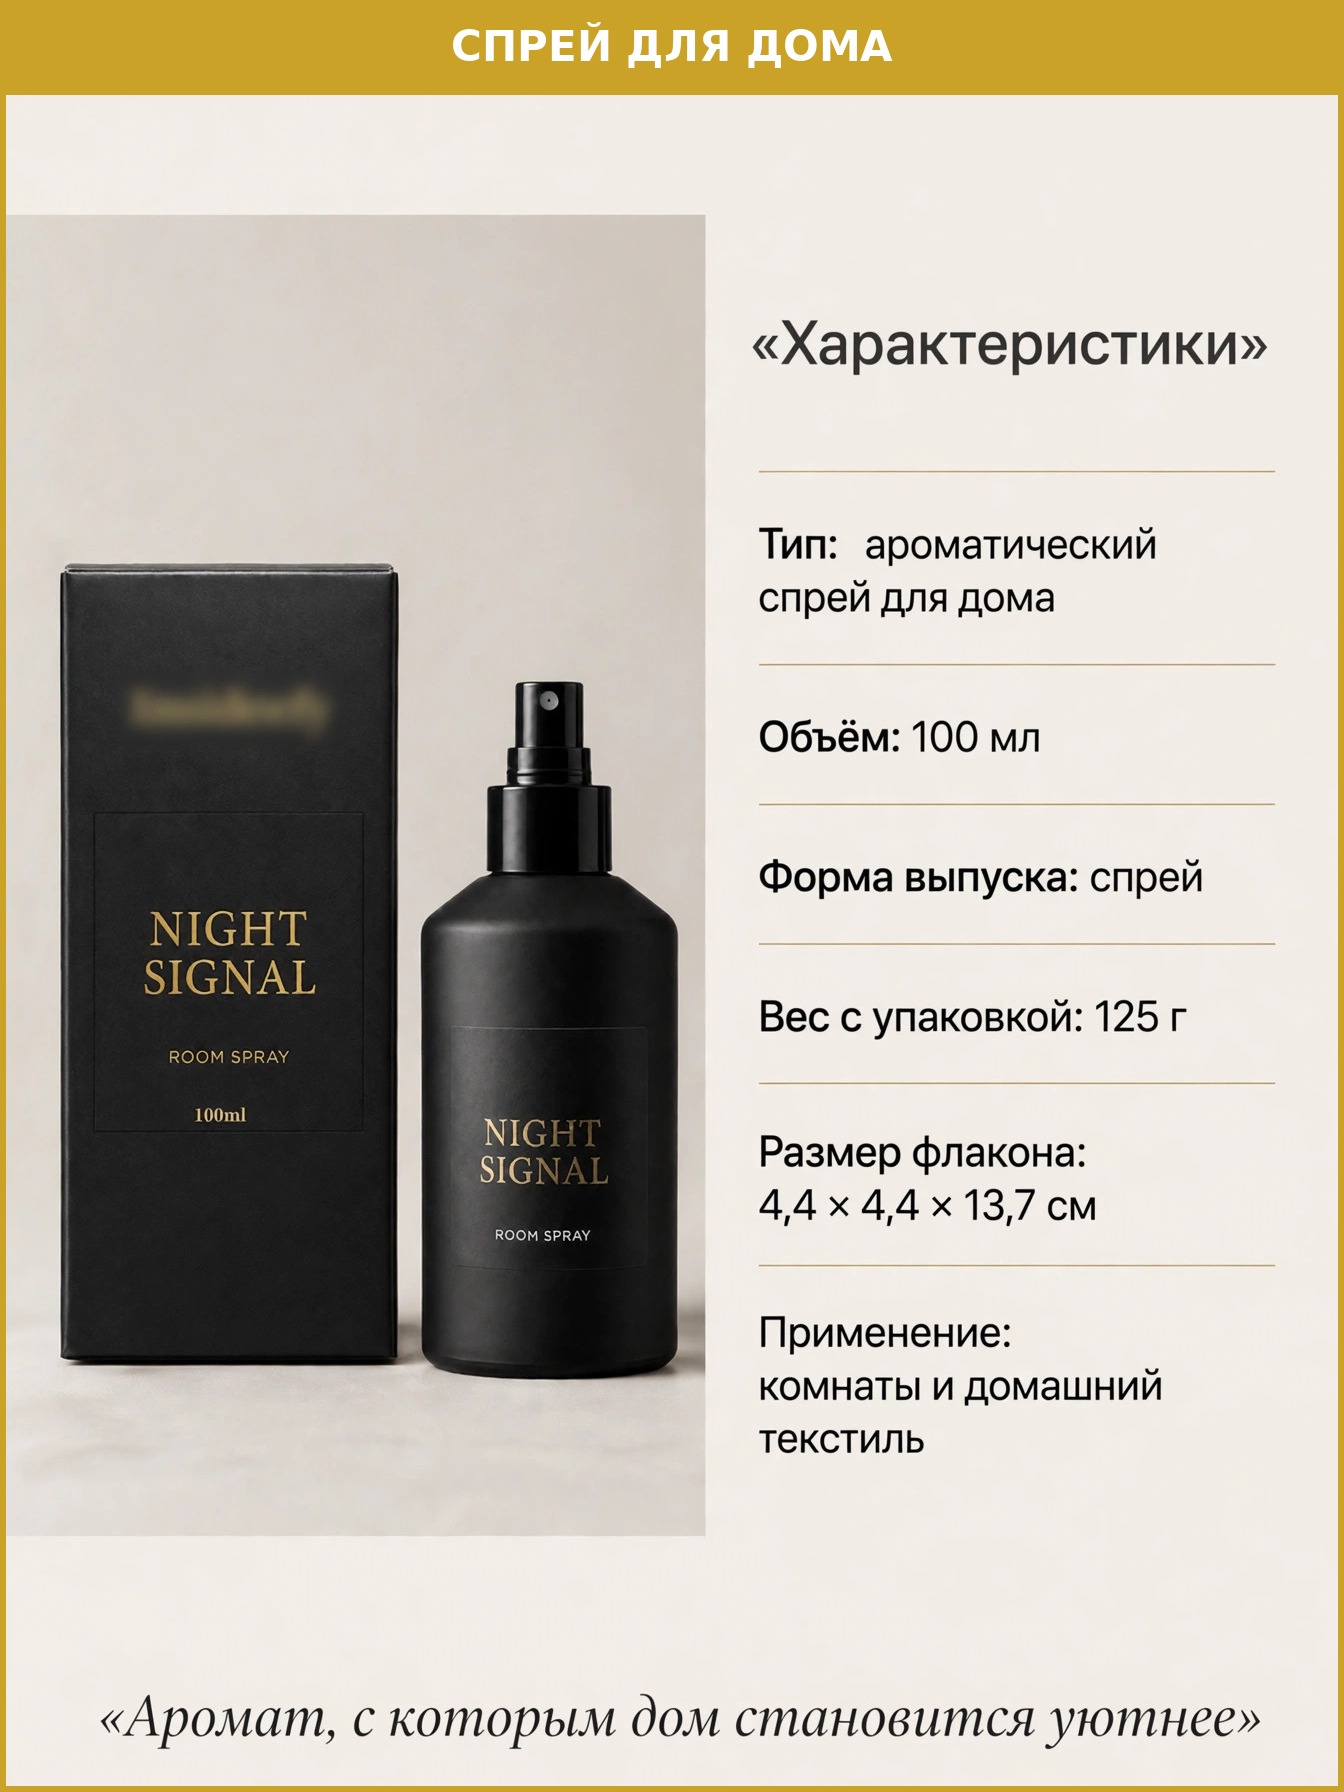 СПРЕЙ ДЛЯ ДОМА
«Характеристики»
Тип: ароматический
спрей для дома
Объём: 100 мл
Форма выпуска: спрей
Вес с упаковкой: 125 г
Размер флакона:
4,4 × 4,4 × 13,7 см
Применение:
комнаты и домашний
текстиль
NIGHT
SIGNAL
ROOM SPRAY
100ml
NIGHT
SIGNAL
ROOM SPRAY
«Аромат, с которым дом становится уютнее»